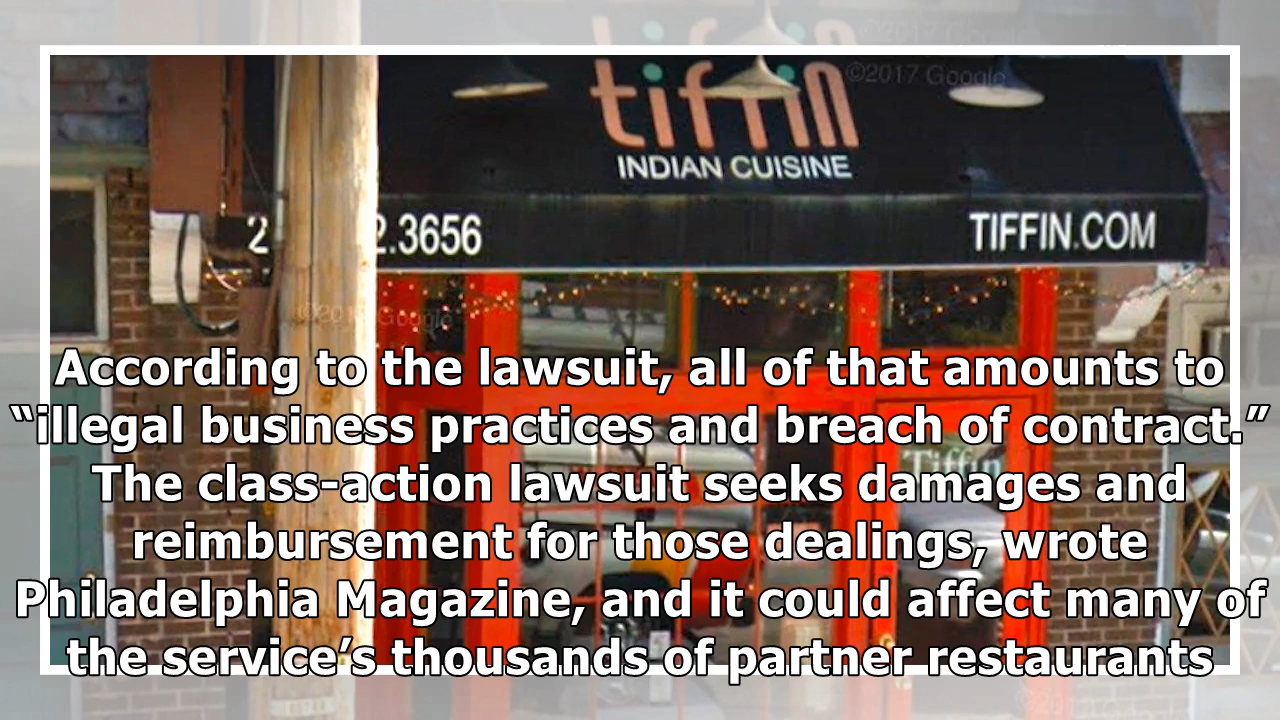 tiffin
©2017 Google
INDIAN CUISINE
2.3656
TIFFIN.COM
Google
According to the lawsuit, all of that amounts to
“illegal business practices and breach of contract.”
The class-action lawsuit seeks damages and
Tiffin
reimbursement for those dealings, wrote
Philadelphia Magazine, and it could affect many of
the service’s thousands of partner restaurants